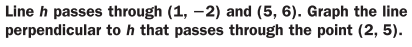 Line h passes through (1, −2) and (5, 6). Graph the line
perpendicular to h that passes through the point (2, 5).